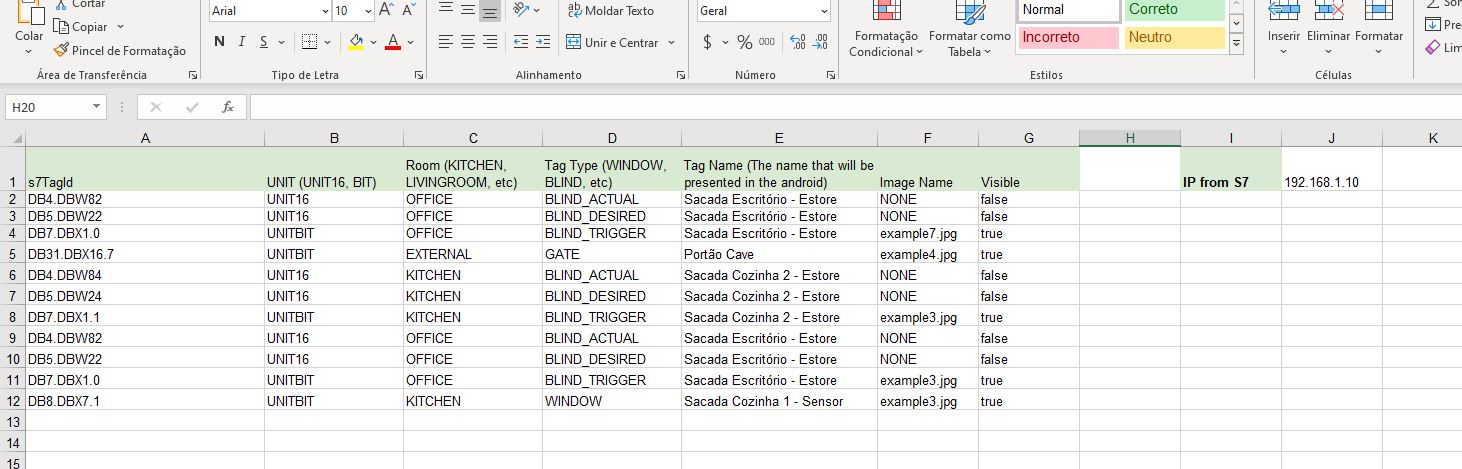 Cortar
Copiar
Colar
Pincel de Formatação
Área de Transferência
Arial
10
A A
N I S A
Tipo de Letra
ab Moldar Texto
Unir e Centrar
Alinhamento
Geral
$ % 000
Número
Formatação Condicional
Formatar como Tabela
Normal
Correto
Incorreto
Neutro
Estilos
Inserir Eliminar Formatar
Células
H20
fx
A B C D E F G H I J K
1 s7TagId UNIT (UNIT16, BIT) Room (KITCHEN, LIVINGROOM, etc) Tag Type (WINDOW, BLIND, etc) Tag Name (The name that will be presented in the android) Image Name Visible IP from S7 192.168.1.10
2 DB4.DBW82 UNIT16 OFFICE BLIND_ACTUAL Sacada Escritório - Estore NONE false
3 DB5.DBW22 UNIT16 OFFICE BLIND_DESIRED Sacada Escritório - Estore NONE false
4 DB7.DBX1.0 UNITBIT OFFICE BLIND_TRIGGER Sacada Escritório - Estore example7.jpg true
5 DB31.DBX16.7 UNITBIT EXTERNAL GATE Portão Cave example4.jpg true
6 DB4.DBW84 UNIT16 KITCHEN BLIND_ACTUAL Sacada Cozinha 2 - Estore NONE false
7 DB5.DBW24 UNIT16 KITCHEN BLIND_DESIRED Sacada Cozinha 2 - Estore NONE false
8 DB7.DBX1.1 UNITBIT KITCHEN BLIND_TRIGGER Sacada Cozinha 2 - Estore example3.jpg true
9 DB4.DBW82 UNIT16 OFFICE BLIND_ACTUAL Sacada Escritório - Estore NONE false
10 DB5.DBW22 UNIT16 OFFICE BLIND_DESIRED Sacada Escritório - Estore NONE false
11 DB7.DBX1.0 UNITBIT OFFICE BLIND_TRIGGER Sacada Escritório - Estore example3.jpg true
12 DB8.DBX7.1 UNITBIT KITCHEN WINDOW Sacada Cozinha 1 - Sensor example3.jpg true
13
14
15